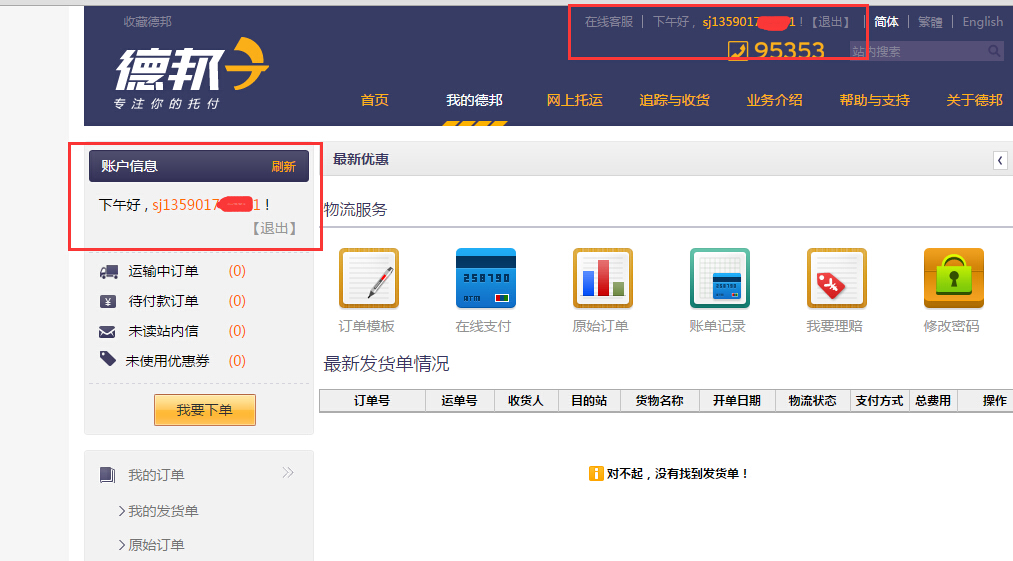 收藏德邦
在线客服 | 下午好，sj1359017 1！【退出】 简体 | 繁體 | English
95353 站内搜索
德邦
专注你的托付
首页 我的德邦 网上托运 追踪与收货 业务介绍 帮助与支持 关于德邦
账户信息 刷新
下午好，sj1359017 1！
【退出】
运输中订单 (0)
¥ 待付款订单 (0)
未读站内信 (0)
未使用优惠券 (0)
我要下单
我的订单
我的发货单
原始订单
最新优惠
物流服务
258790 258790
ATM
订单模板 在线支付 原始订单 账单记录 我要理赔 修改密码
最新发货单情况
订单号 运单号 收货人 目的站 货物名称 开单日期 物流状态 支付方式 总费用 操作
对不起，没有找到发货单！